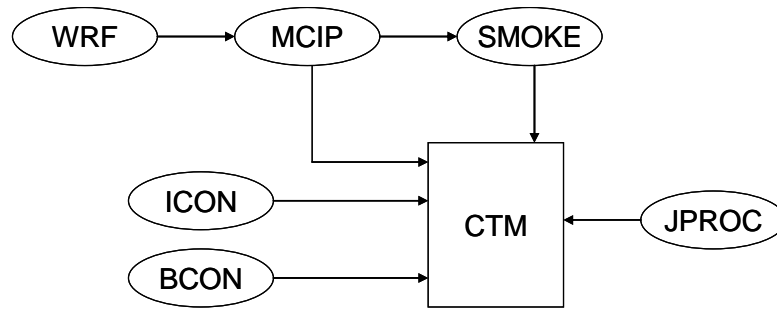 WRF
MCIP
SMOKE
ICON
CTM
JPROC
BCON